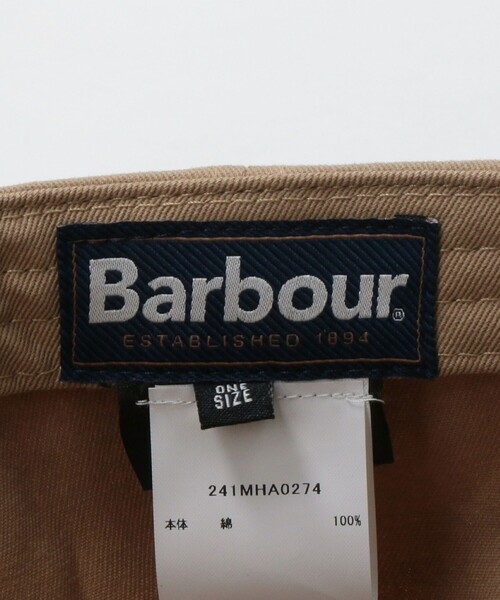 Barbour®
ESTABLISHED 1894
ONE
SIZE
241MHA0274
本体 綿 100%